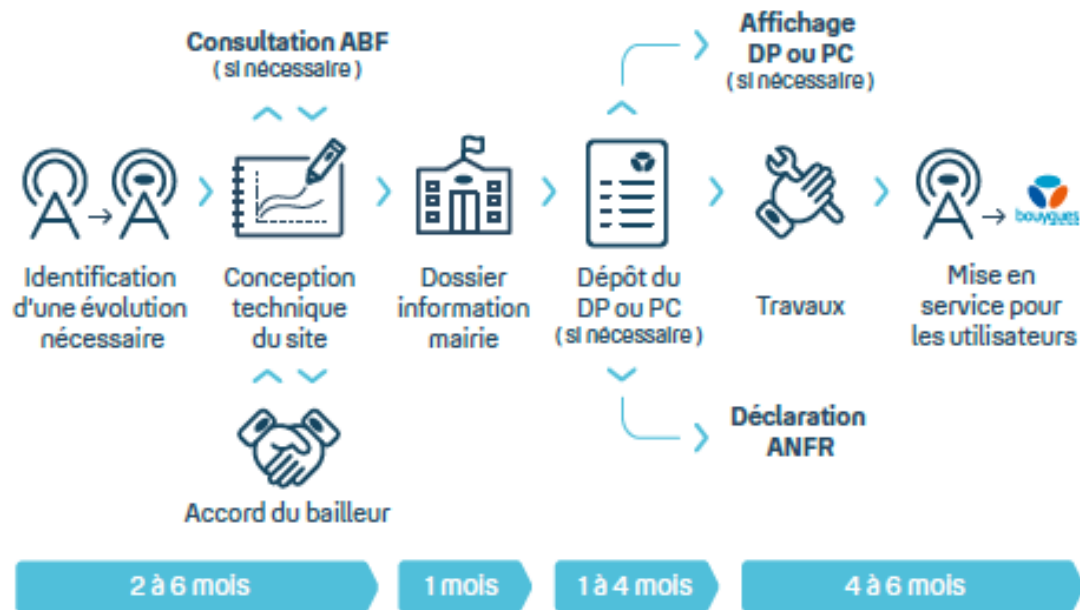 Consultation ABF
( si nécessaire )
Affichage
DP ou PC
( si nécessaire )
bouygues
Identification
d'une évolution
nécessaire
Conception
technique
du site
Dossier
information
mairie
Dépôt du
DP ou PC
( si nécessaire )
Travaux
Mise en
service pour
les utilisateurs
Accord du bailleur
Déclaration
ANFR
2 à 6 mois
1 mois
1 à 4 mois
4 à 6 mois